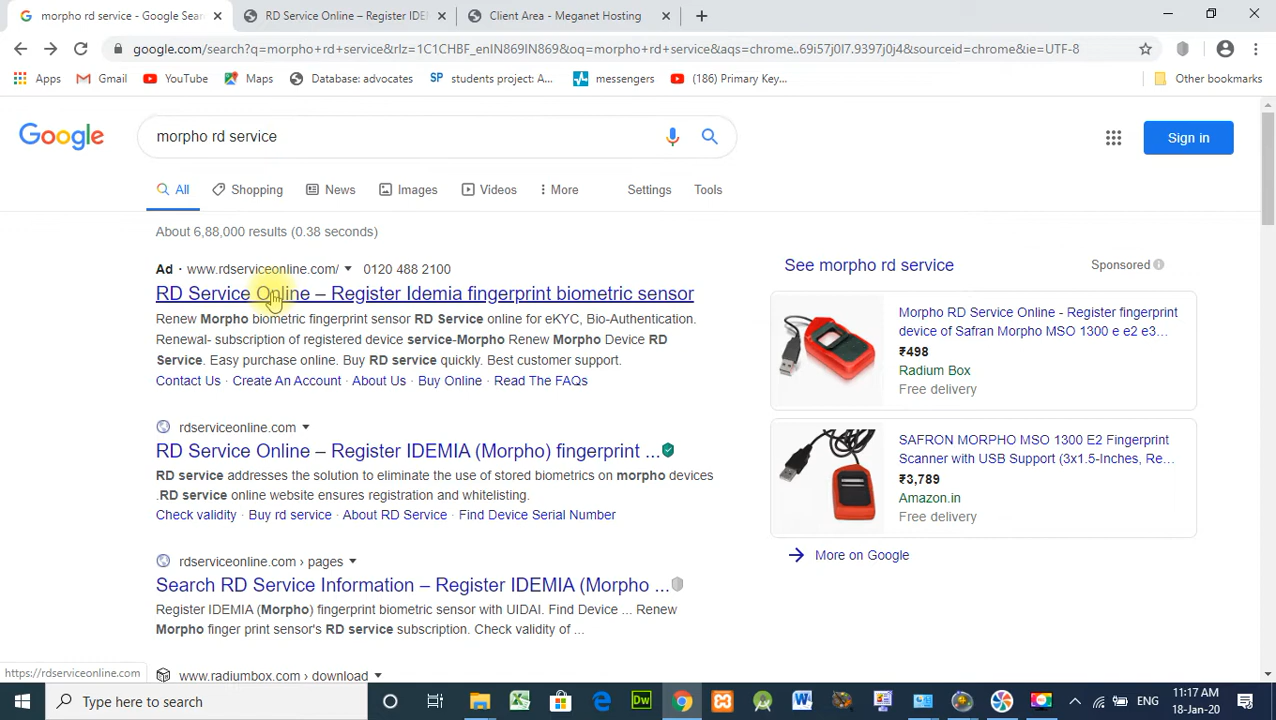 morpho rd service - Google Sear
RD Service Online – Register IDEM
Client Area - Meganet Hosting
google.com/search?q=morpho+rd+service&rlz=1C1CHBF_enIN869IN869&oq=morpho+rd+service&aqs=chrome..69i57j0l7.9397j0j4&sourceid=chrome&ie=UTF-8
Apps
Gmail
YouTube
Maps
Database: advocates
SP students project: A...
messengers
(186) Primary Key...
Other bookmarks
Google
morpho rd service
Sign in
All
Shopping
News
Images
Videos
More
Settings
Tools
About 6,88,000 results (0.38 seconds)
Ad · www.rdserviceonline.com/ 0120 488 2100
RD Service Online – Register Idemia fingerprint biometric sensor
Renew Morpho biometric fingerprint sensor RD Service online for eKYC, Bio-Authentication.
Renewal- subscription of registered device service-Morpho Renew Morpho Device RD
Service. Easy purchase online. Buy RD service quickly. Best customer support.
Contact Us · Create An Account · About Us · Buy Online · Read The FAQs
rdserviceonline.com
RD Service Online – Register IDEMIA (Morpho) fingerprint ...
RD service addresses the solution to eliminate the use of stored biometrics on morpho devices
.RD service online website ensures registration and whitelisting.
Check validity · Buy rd service · About RD Service · Find Device Serial Number
rdserviceonline.com › pages
Search RD Service Information – Register IDEMIA (Morpho ...
Register IDEMIA (Morpho) fingerprint biometric sensor with UIDAI. Find Device ... Renew
Morpho finger print sensor's RD service subscription. Check validity of ...
www.radiumbox.com › download
See morpho rd service
Sponsored
Morpho RD Service Online - Register fingerprint
device of Safran Morpho MSO 1300 e e2 e3...
₹498
Radium Box
Free delivery
SAFRON MORPHO MSO 1300 E2 Fingerprint
Scanner with USB Support (3x1.5-Inches, Re...
₹3,789
Amazon.in
Free delivery
More on Google
https://rdserviceonline.com
Type here to search
Dw
ENG
11:17 AM
18-Jan-20